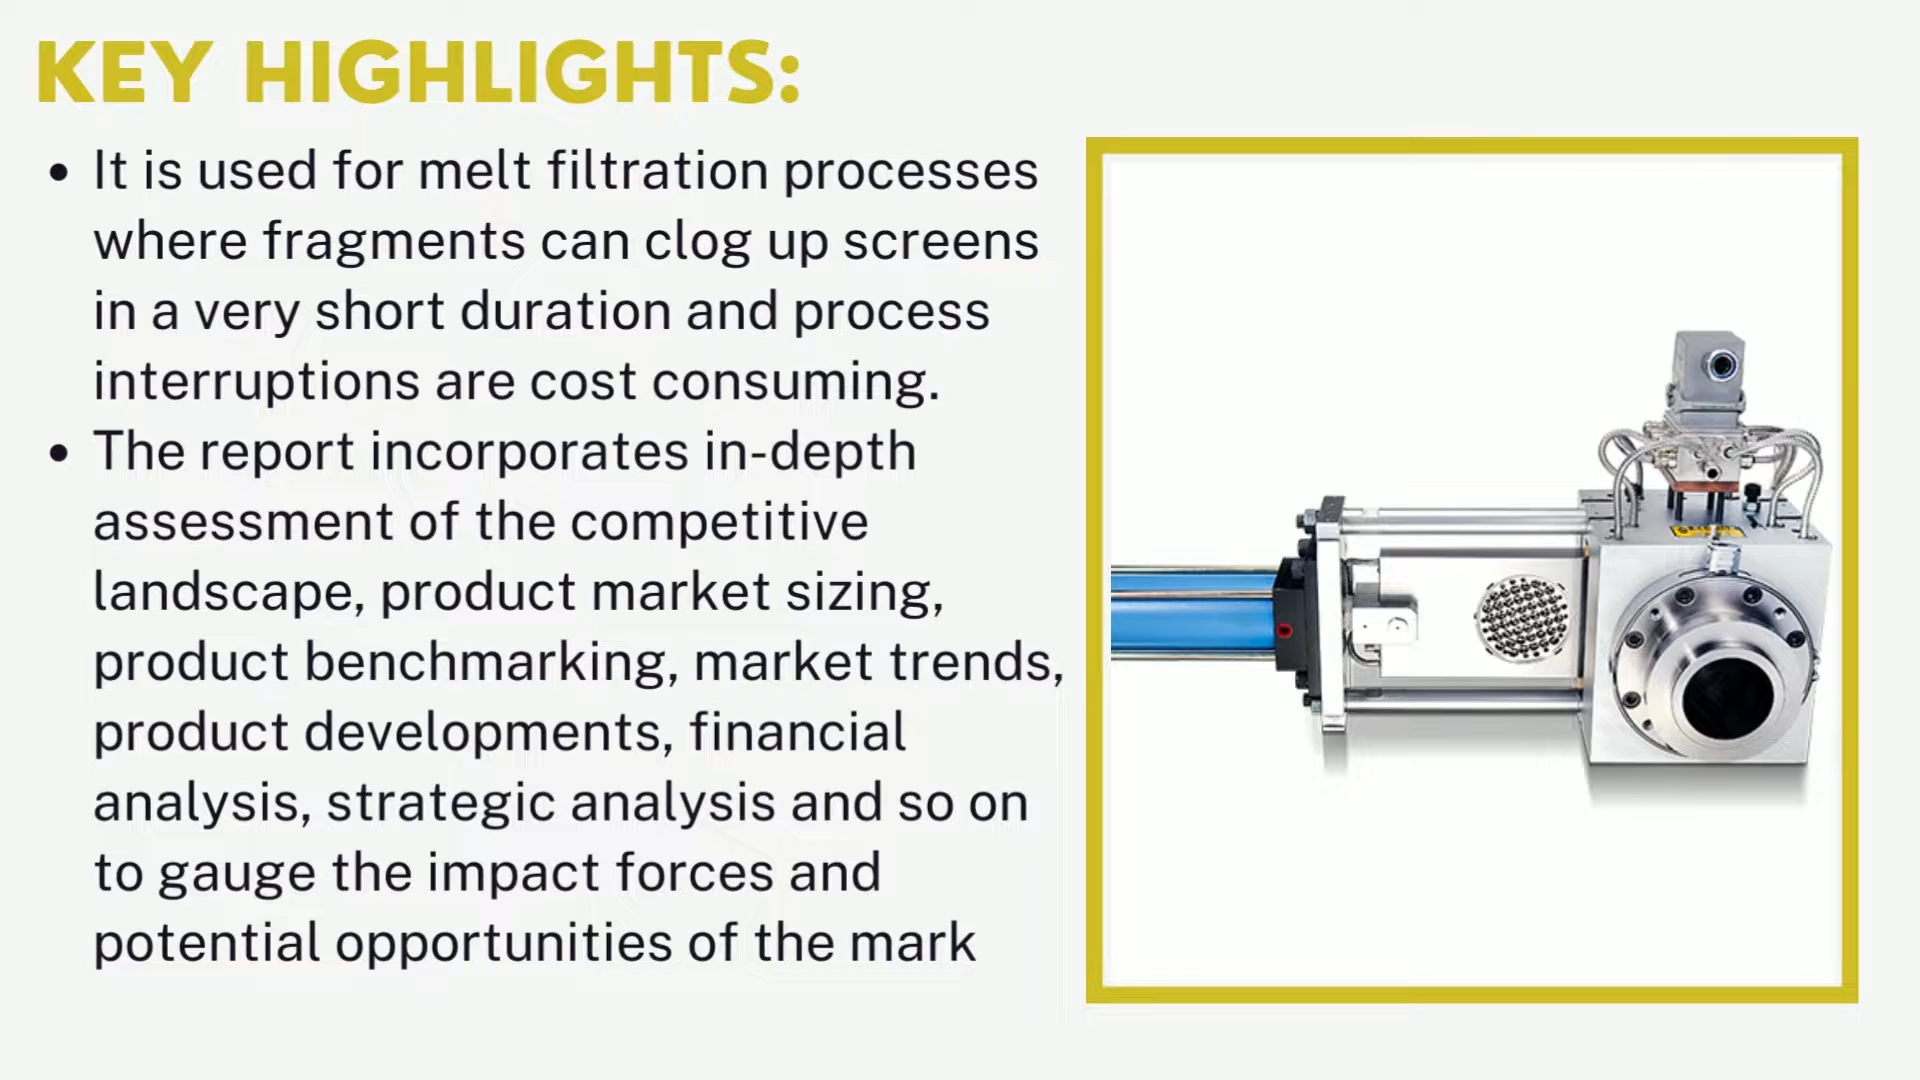 KEY HIGHLIGHTS:
• It is used for melt filtration processes
where fragments can clog up screens
in a very short duration and process
interruptions are cost consuming.
• The report incorporates in-depth
assessment of the competitive
landscape, product market sizing,
product benchmarking, market trends,
product developments, financial
analysis, strategic analysis and so on
to gauge the impact forces and
potential opportunities of the mark